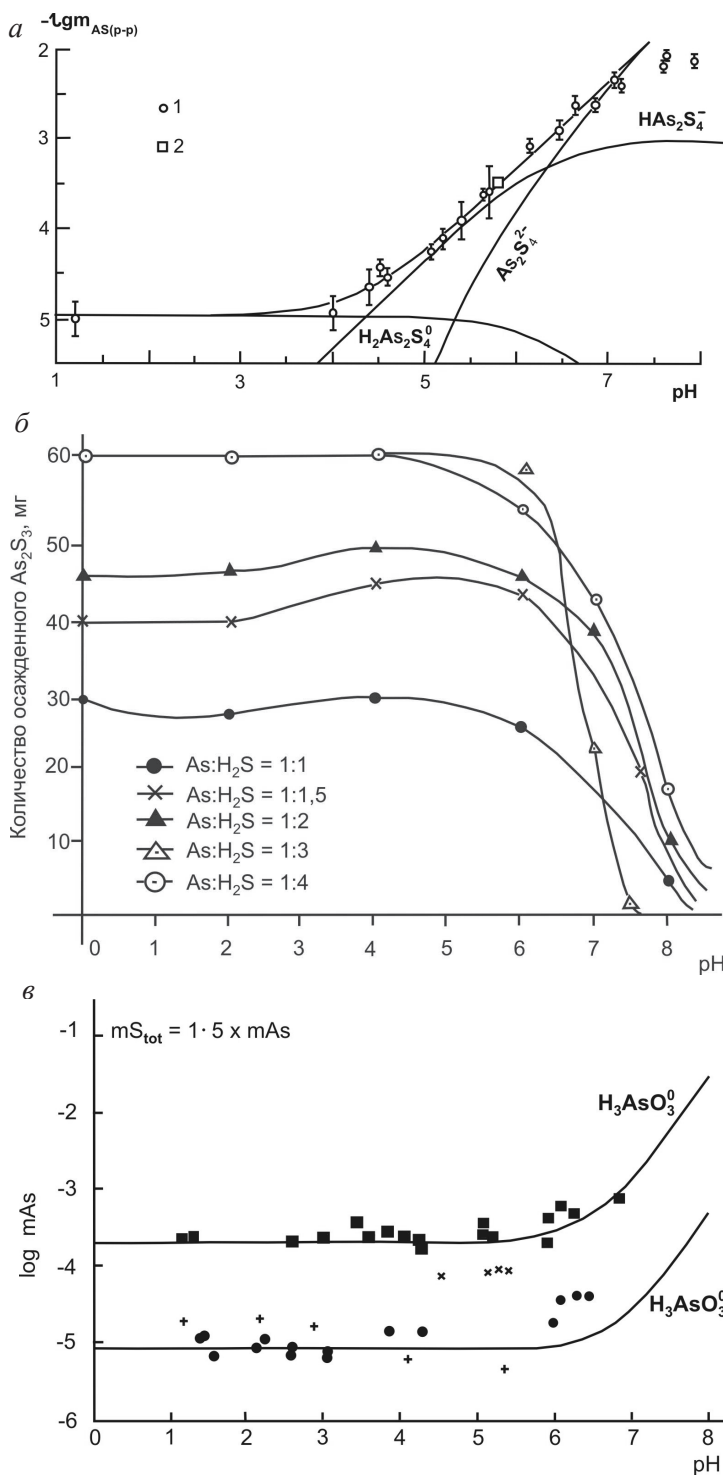 а
-lgm AS(p-p)
2
3
4
5
1
2
HAs₂S₄⁻
As₂S₄²⁻
H₂As₂S₄⁰
1
3
5
7
pH
б
Количество осажденного As₂S₃, мг
60
50
40
30
20
10
As:H₂S = 1:1
As:H₂S = 1:1,5
As:H₂S = 1:2
As:H₂S = 1:3
As:H₂S = 1:4
0 1 2 3 4 5 6 7 8
pH
в
log mAs
-1
-2
-3
-4
-5
-6
mS tot = 1·5 x mAs
H₃AsO₃⁰
H₃AsO₃⁰
0 1 2 3 4 5 6 7 8
pH